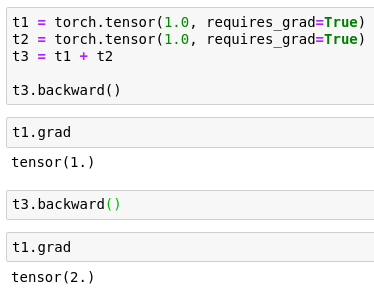 t1 = torch.tensor(1.0, requires_grad=True)
t2 = torch.tensor(1.0, requires_grad=True)
t3 = t1 + t2
t3.backward()
t1.grad
tensor(1.)
t3.backward()
t1.grad
tensor(2.)